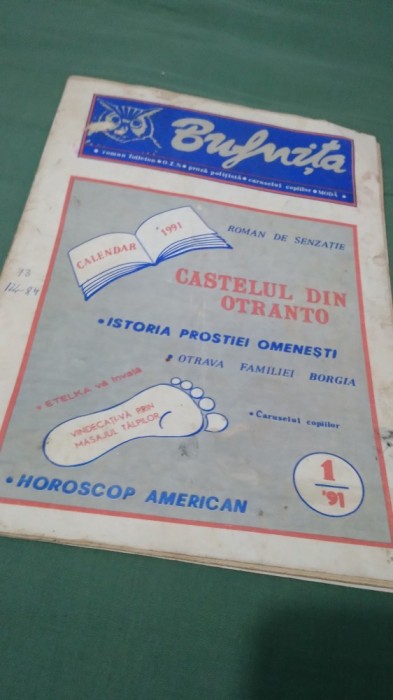 Bufnița
• roman foileton • O.Z.N. • proză polițistă • caruselul copiilor • modă •
CALENDAR 1991
ROMAN DE SENZAȚIE
CASTELUL DIN
OTRANTO
• ISTORIA PROSTIEI OMENEȘTI
OTRAVA FAMILIEI BORGIA
• ETELKA vă învață
• Caruselul copiilor
VINDECAȚI-VĂ PRIN
MASAJUL TĂLPILOR
1
'91
• HOROSCOP AMERICAN